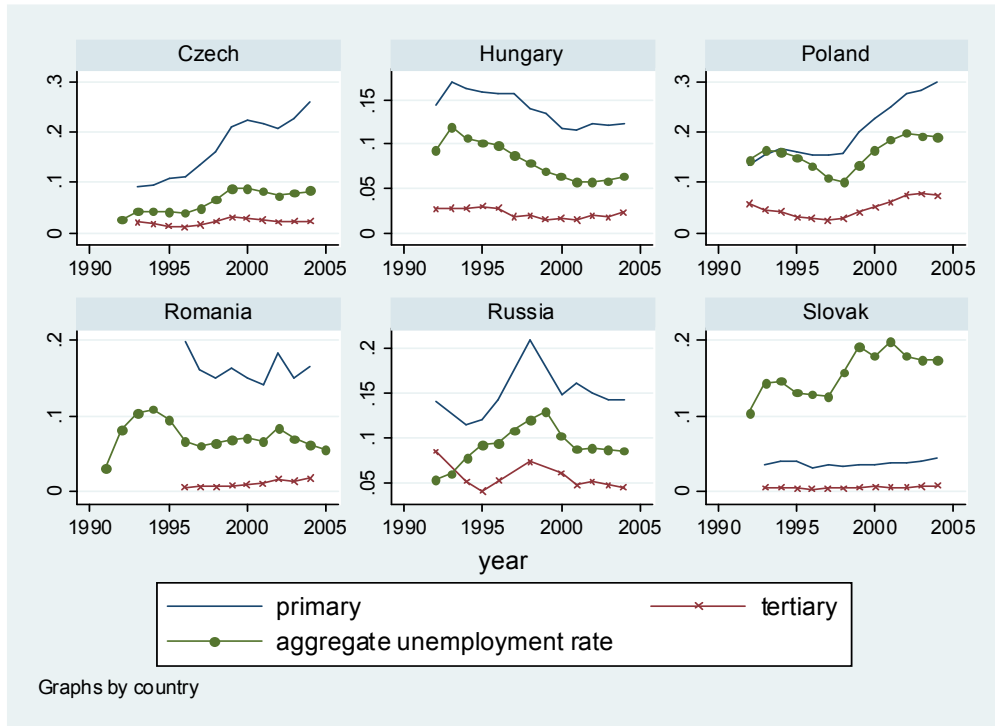 Czech
Hungary
Poland
.3
.2
.1
0
.15
.1
.05
0
.3
.2
.1
0
1990 1995 2000 2005
1990 1995 2000 2005
1990 1995 2000 2005
Romania
Russia
Slovak
.2
.1
0
.2
.15
.1
.05
.2
.1
0
1990 1995 2000 2005
1990 1995 2000 2005
1990 1995 2000 2005
year
primary tertiary
aggregate unemployment rate
Graphs by country